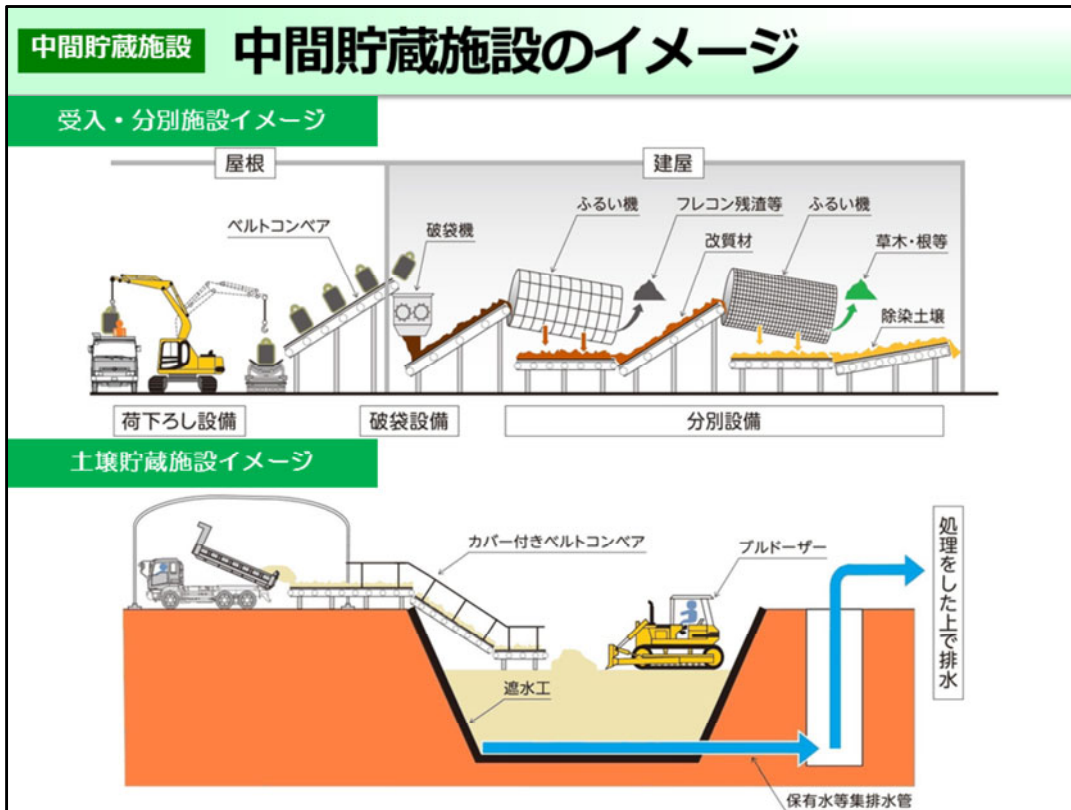 中間貯蔵施設
中間貯蔵施設のイメージ
受入・分別施設イメージ
屋根
建屋
ベルトコンベア
破袋機
ふるい機
フレコン残渣等
改質材
ふるい機
草木・根等
除染土壌
荷下ろし設備
破袋設備
分別設備
土壌貯蔵施設イメージ
カバー付きベルトコンベア
ブルドーザー
遮水工
処理をした上で排水
保有水等集排水管